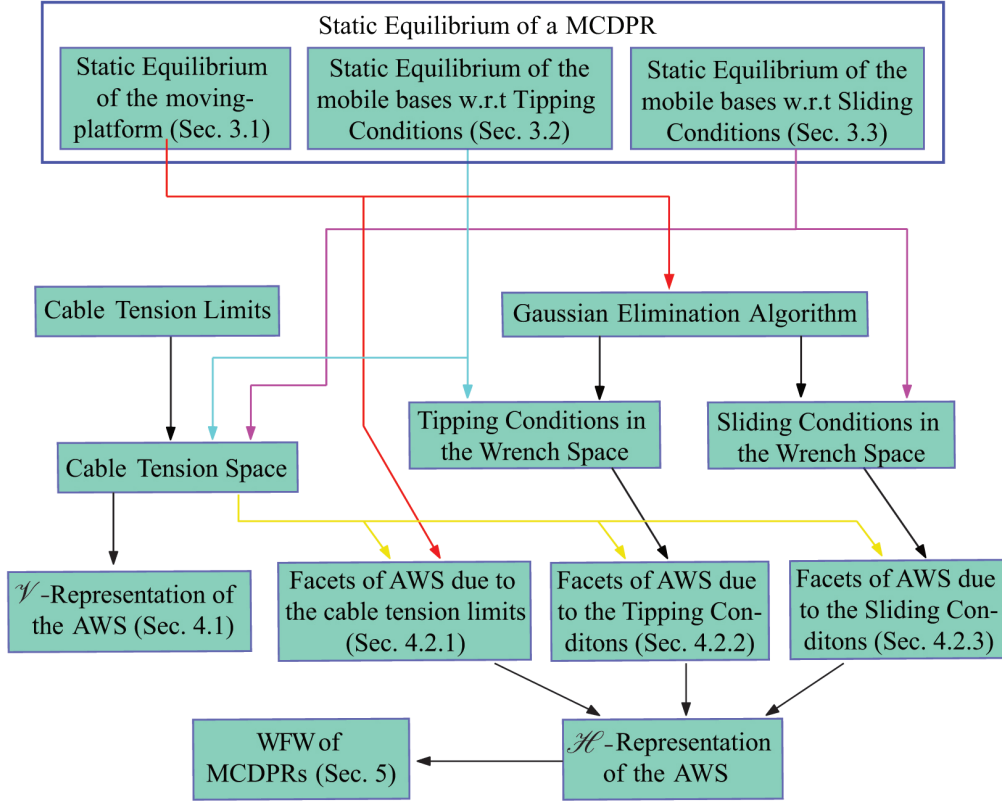 Static Equilibrium of a MCDPR
Static Equilibrium
of the moving-
platform (Sec. 3.1)
Static Equilibrium of the
mobile bases w.r.t Tipping
Conditions (Sec. 3.2)
Static Equilibrium of the
mobile bases w.r.t Sliding
Conditions (Sec. 3.3)
Cable Tension Limits
Gaussian Elimination Algorithm
Tipping Conditions in
the Wrench Space
Sliding Conditions in
the Wrench Space
Cable Tension Space
𝒱-Representation of
the AWS (Sec. 4.1)
Facets of AWS due to
the cable tension limits
(Sec. 4.2.1)
Facets of AWS due
to the Tipping Con-
ditons (Sec. 4.2.2)
Facets of AWS due
to the Sliding Con-
ditons (Sec. 4.2.3)
WFW of
MCDPRs (Sec. 5)
ℋ-Representation
of the AWS